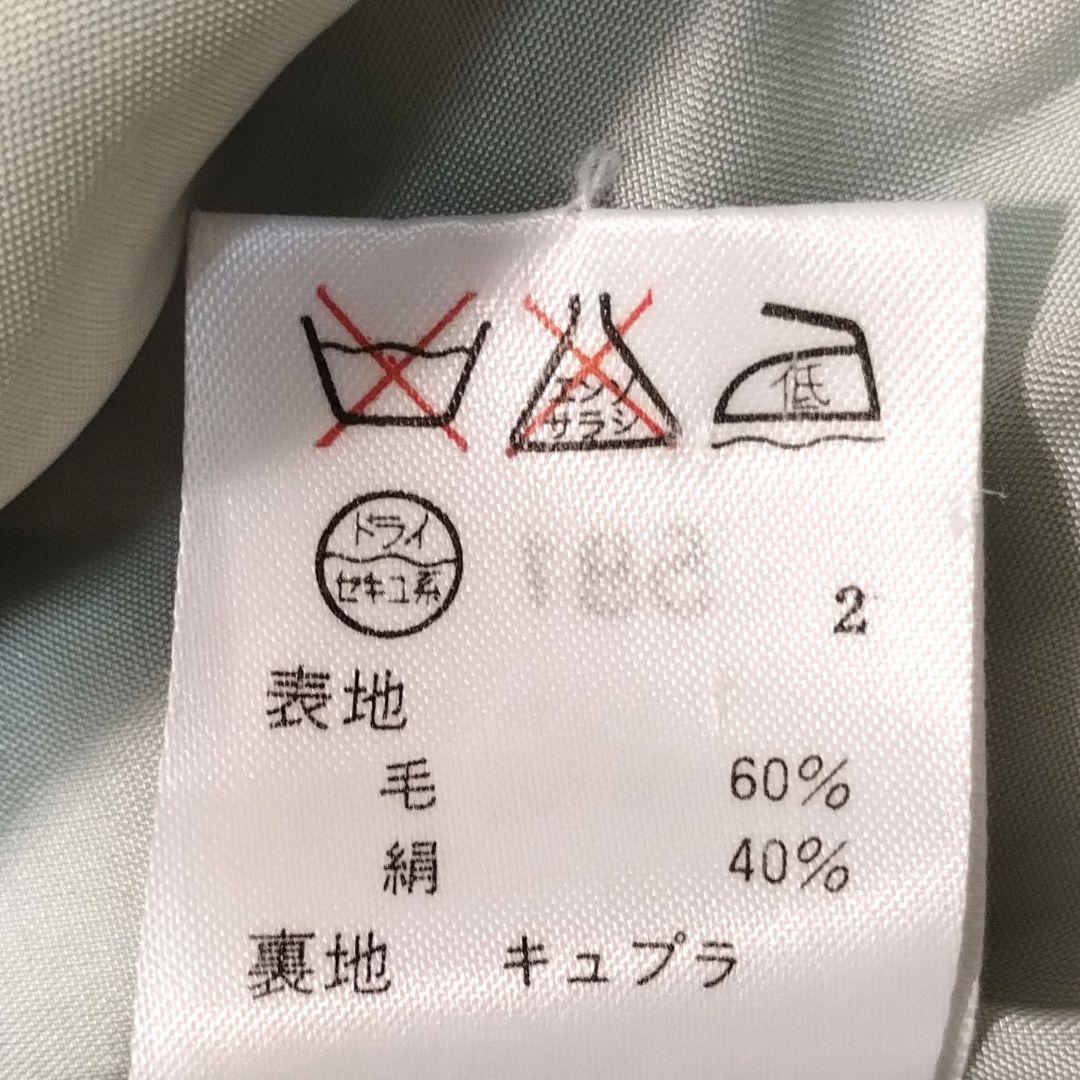 エンソ
サラシ
低
ドライ
セキユ系
2
表地
毛 60%
絹 40%
裏地 キュプラ